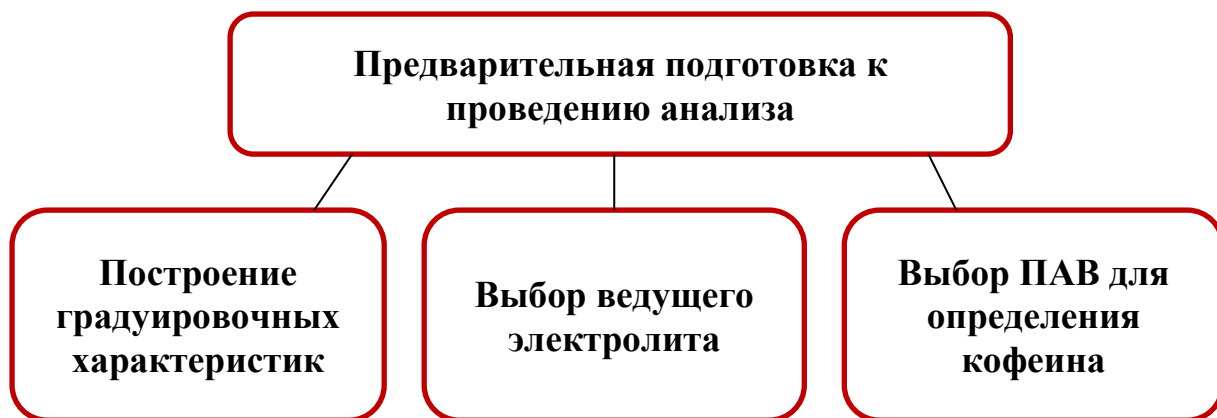 Предварительная подготовка к
проведению анализа
Построение
градуировочных
характеристик
Выбор ведущего
электролита
Выбор ПАВ для
определения
кофеина